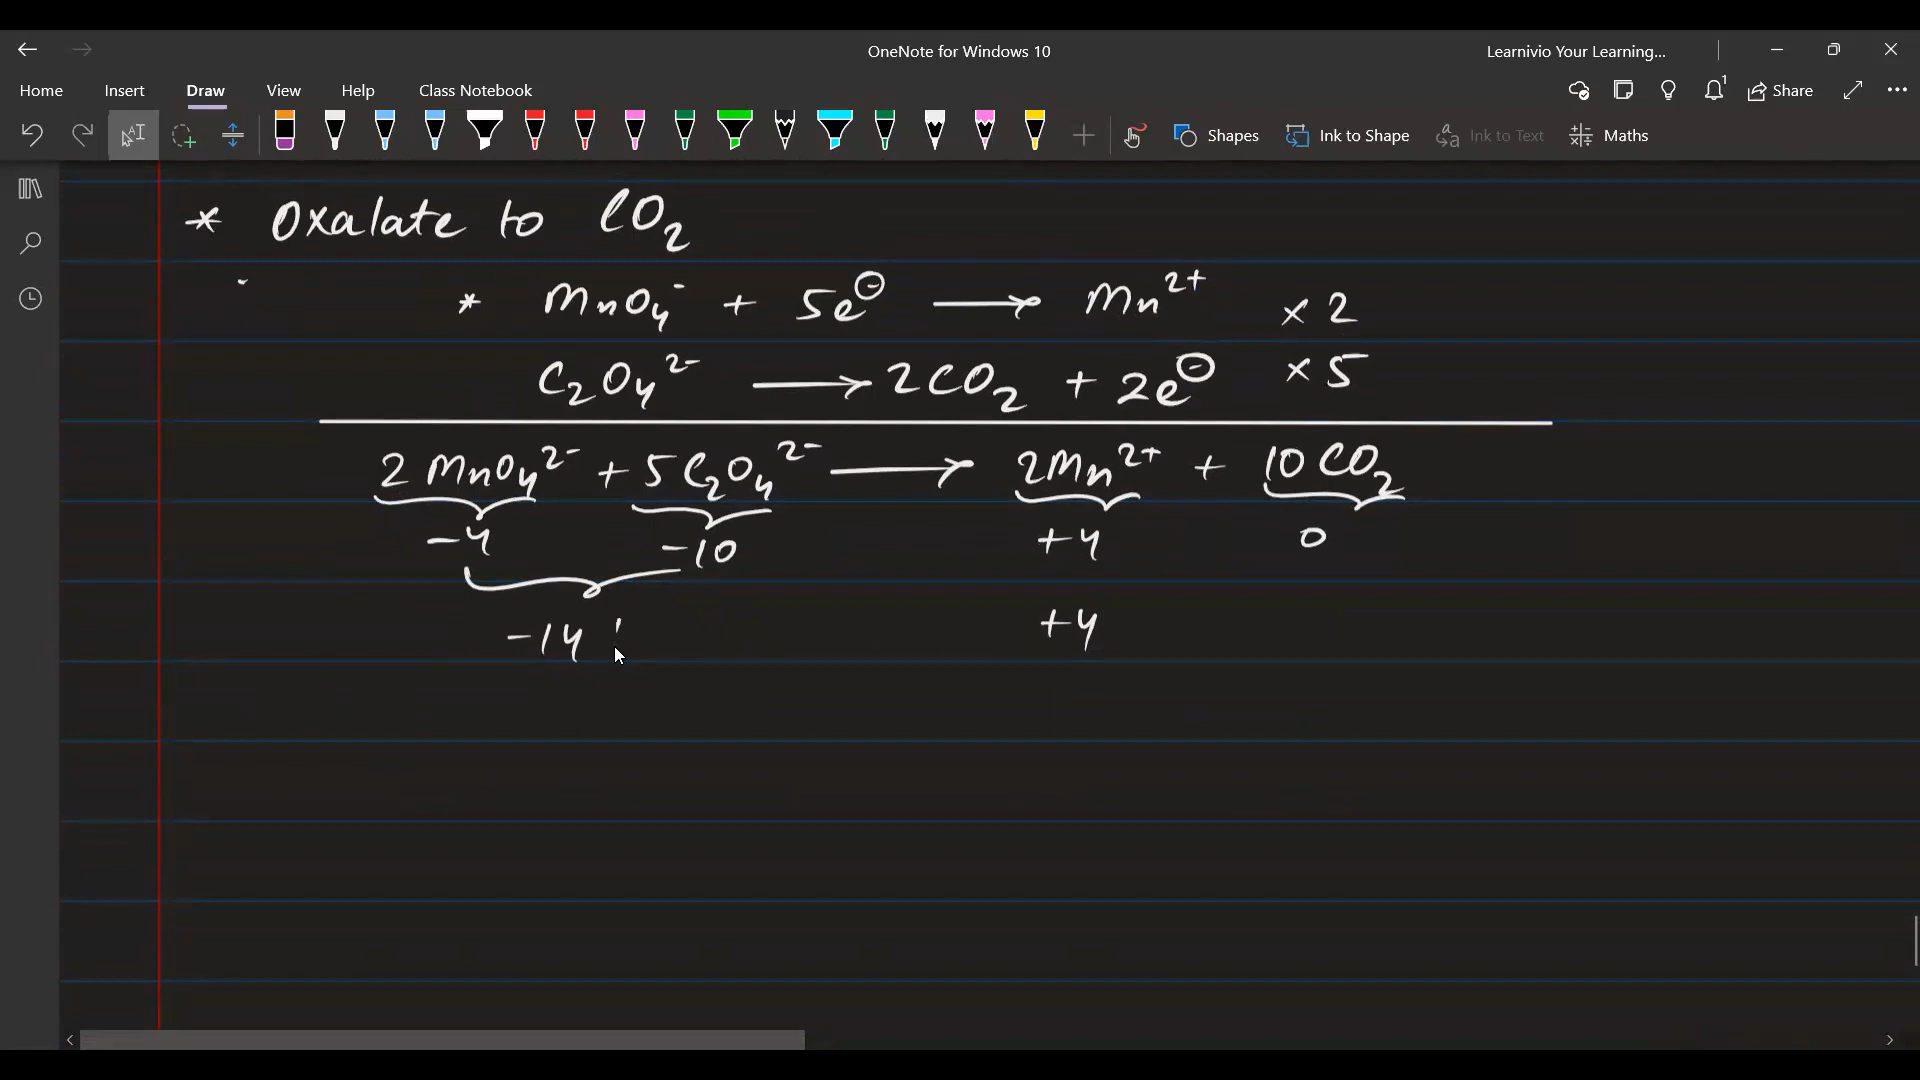 OneNote for Windows 10
Learnivio Your Learning...
Home Insert Draw View Help Class Notebook
1
Share
AI
Shapes Ink to Shape Ink to Text Maths
* Oxalate to CO₂
* MnO₄⁻ + 5e⊖ ⟶ Mn²⁺ × 2
C₂O₄²⁻ ⟶ 2CO₂ + 2e⊖ × 5
2MnO₄²⁻ + 5C₂O₄²⁻ ⟶ 2Mn²⁺ + 10CO₂
-4 -10 +4 0
-14 +4